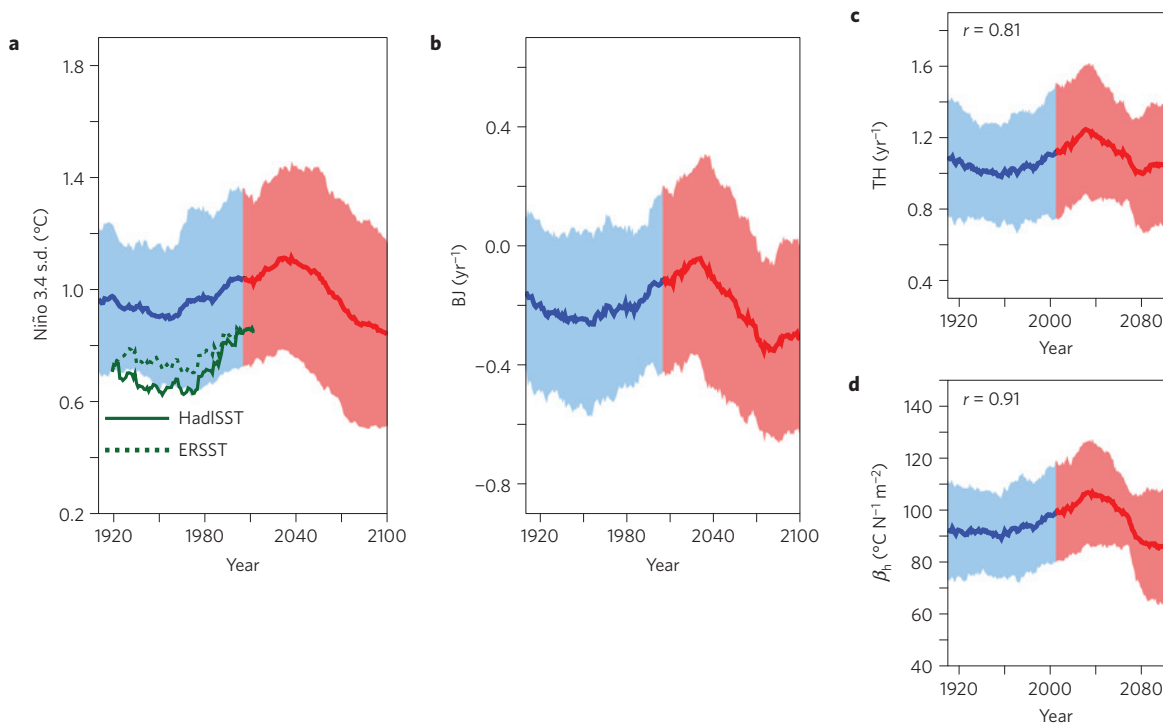 a
Niño 3.4 s.d. (°C)
1.8
1.4
1.0
0.6
0.2
HadISST
ERSST
1920
1980
2040
2100
Year
b
BJ (yr⁻¹)
0.4
0.0
−0.4
−0.8
1920
1980
2040
2100
Year
c
r = 0.81
TH (yr⁻¹)
1.6
1.2
0.8
0.4
1920
2000
2080
Year
d
r = 0.91
βh (°C N⁻¹ m⁻²)
140
120
100
80
60
40
1920
2000
2080
Year